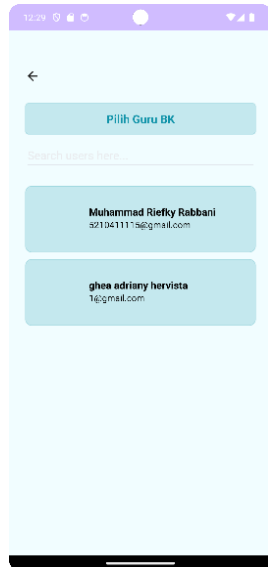 12:29
Pilih Guru BK
Search users here...
Muhammad Riefky Rabbani
5210411115@gmail.com
ghea adriany hervista
1@gmail.com